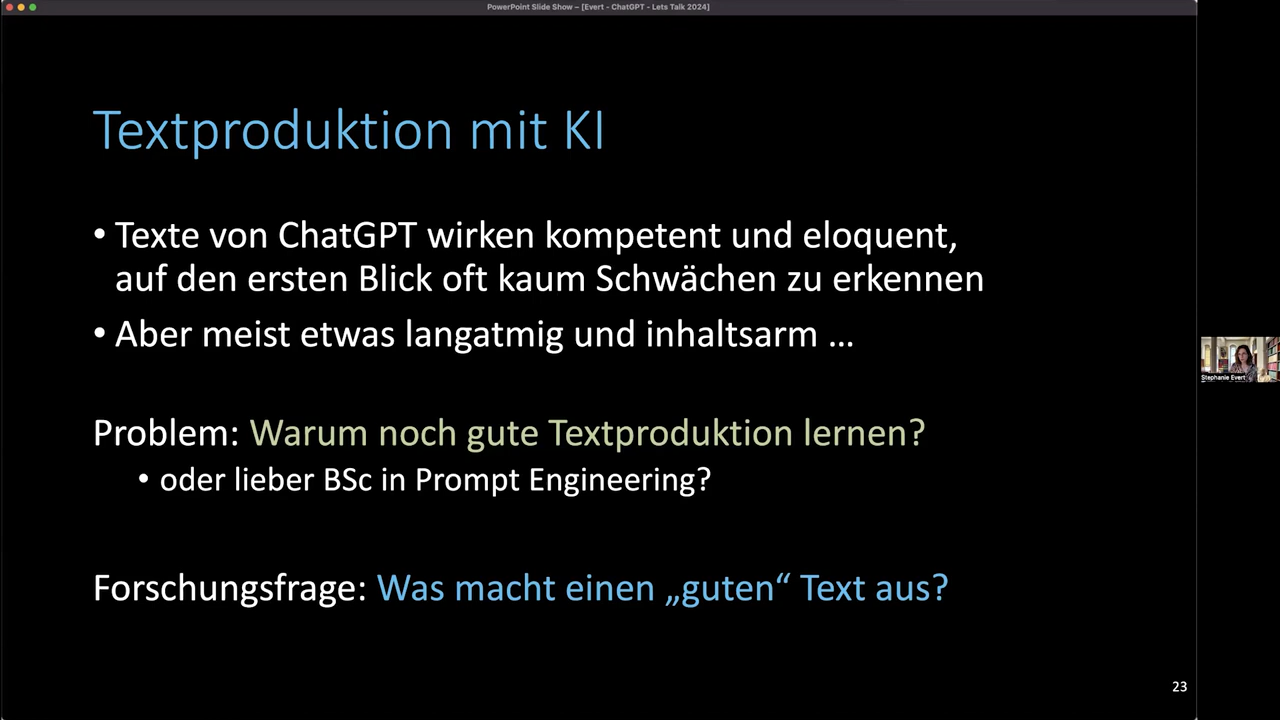 PowerPoint Slide Show – [Evert - ChatGPT - Lets Talk 2024]
Textproduktion mit KI
• Texte von ChatGPT wirken kompetent und eloquent,
auf den ersten Blick oft kaum Schwächen zu erkennen
• Aber meist etwas langatmig und inhaltsarm …
Problem: Warum noch gute Textproduktion lernen?
• oder lieber BSc in Prompt Engineering?
Forschungsfrage: Was macht einen „guten“ Text aus?
23
Stephanie Evert